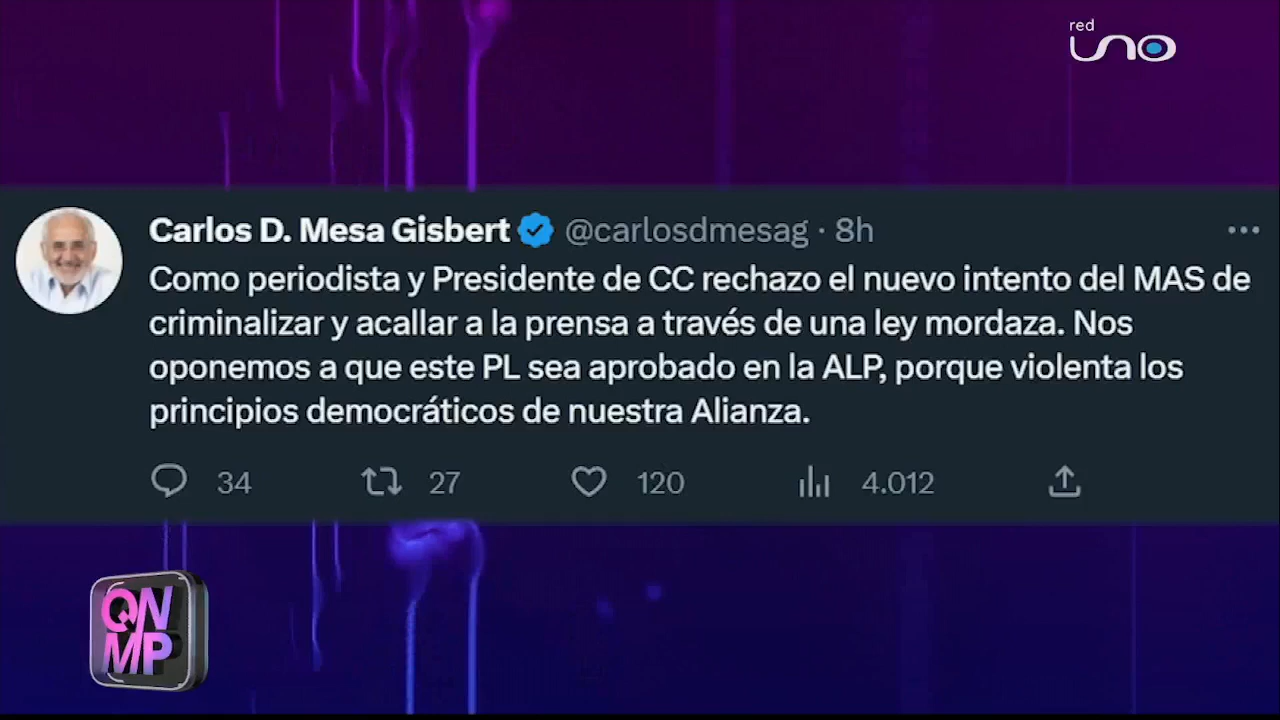 red
UNO
Carlos D. Mesa Gisbert @carlosdmesag · 8h
Como periodista y Presidente de CC rechazo el nuevo intento del MAS de
criminalizar y acallar a la prensa a través de una ley mordaza. Nos
oponemos a que este PL sea aprobado en la ALP, porque violenta los
principios democráticos de nuestra Alianza.
34 27 120 4.012
QN
MP